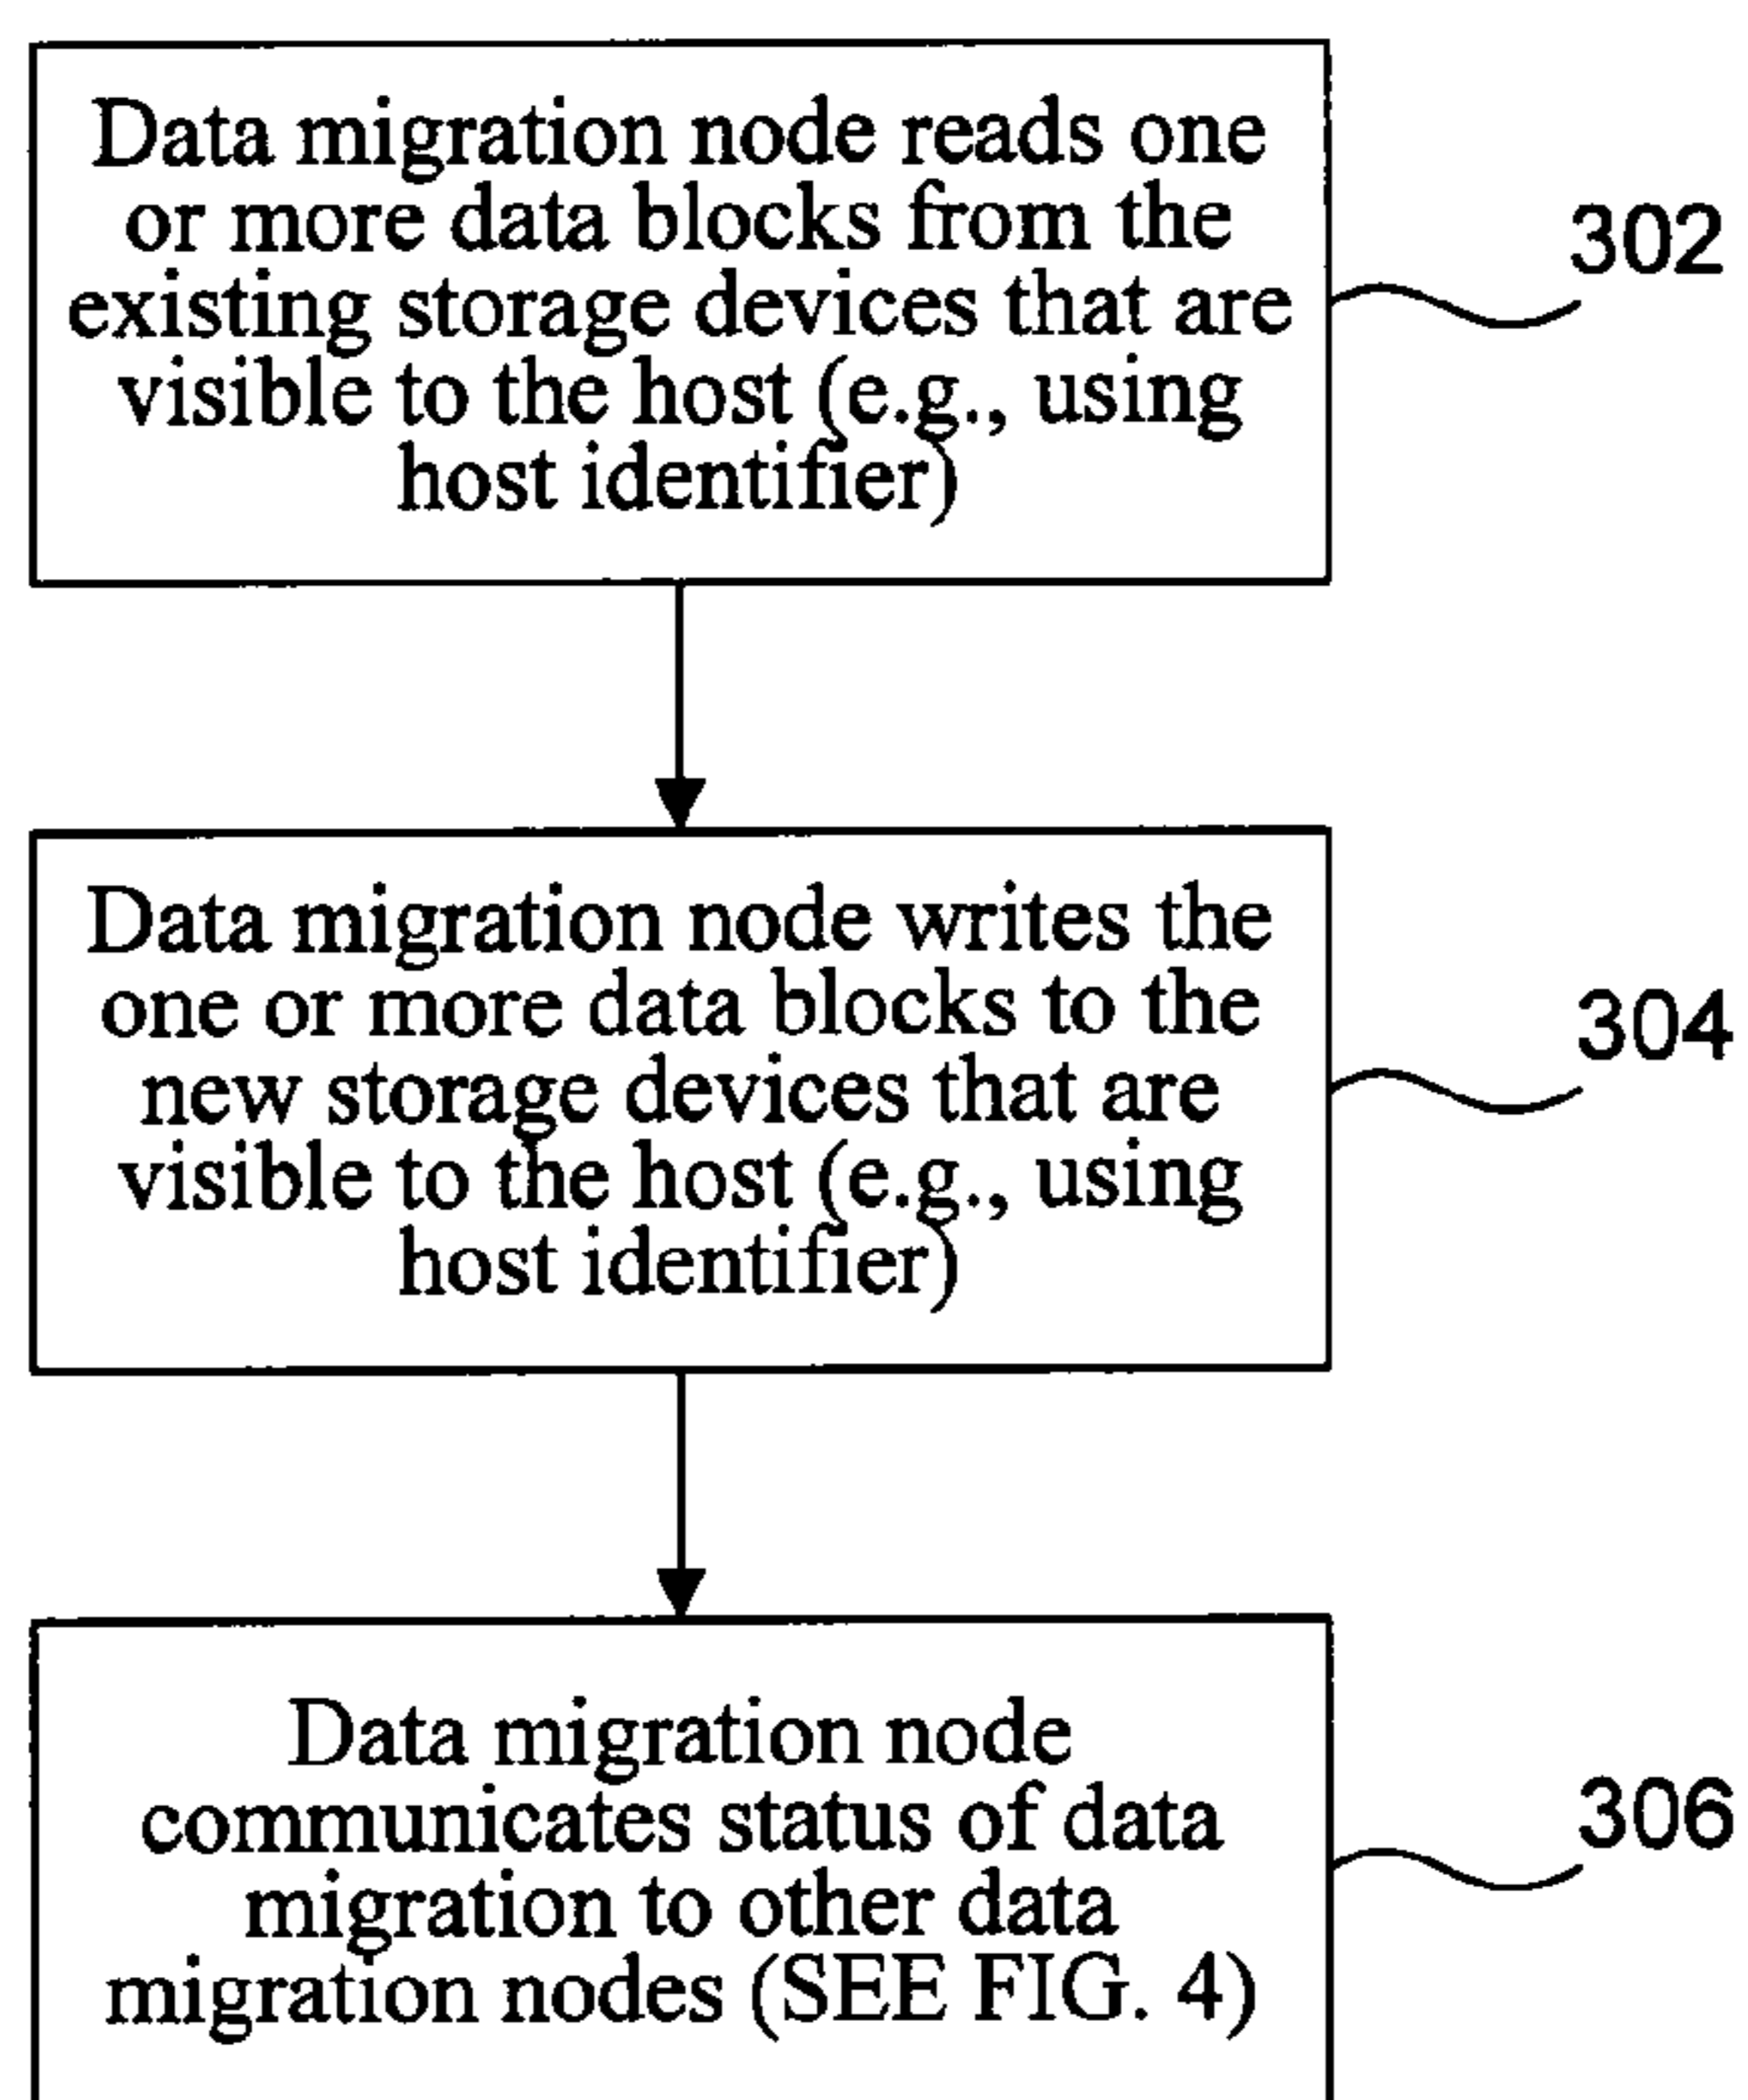 Data migration node reads one
or more data blocks from the
existing storage devices that are
visible to the host (e.g., using
host identifier)
302
Data migration node writes the
one or more data blocks to the
new storage devices that are
visible to the host (e.g., using
host identifier)
304
Data migration node
communicates status of data
migration to other data
migration nodes (SEE FIG. 4)
306